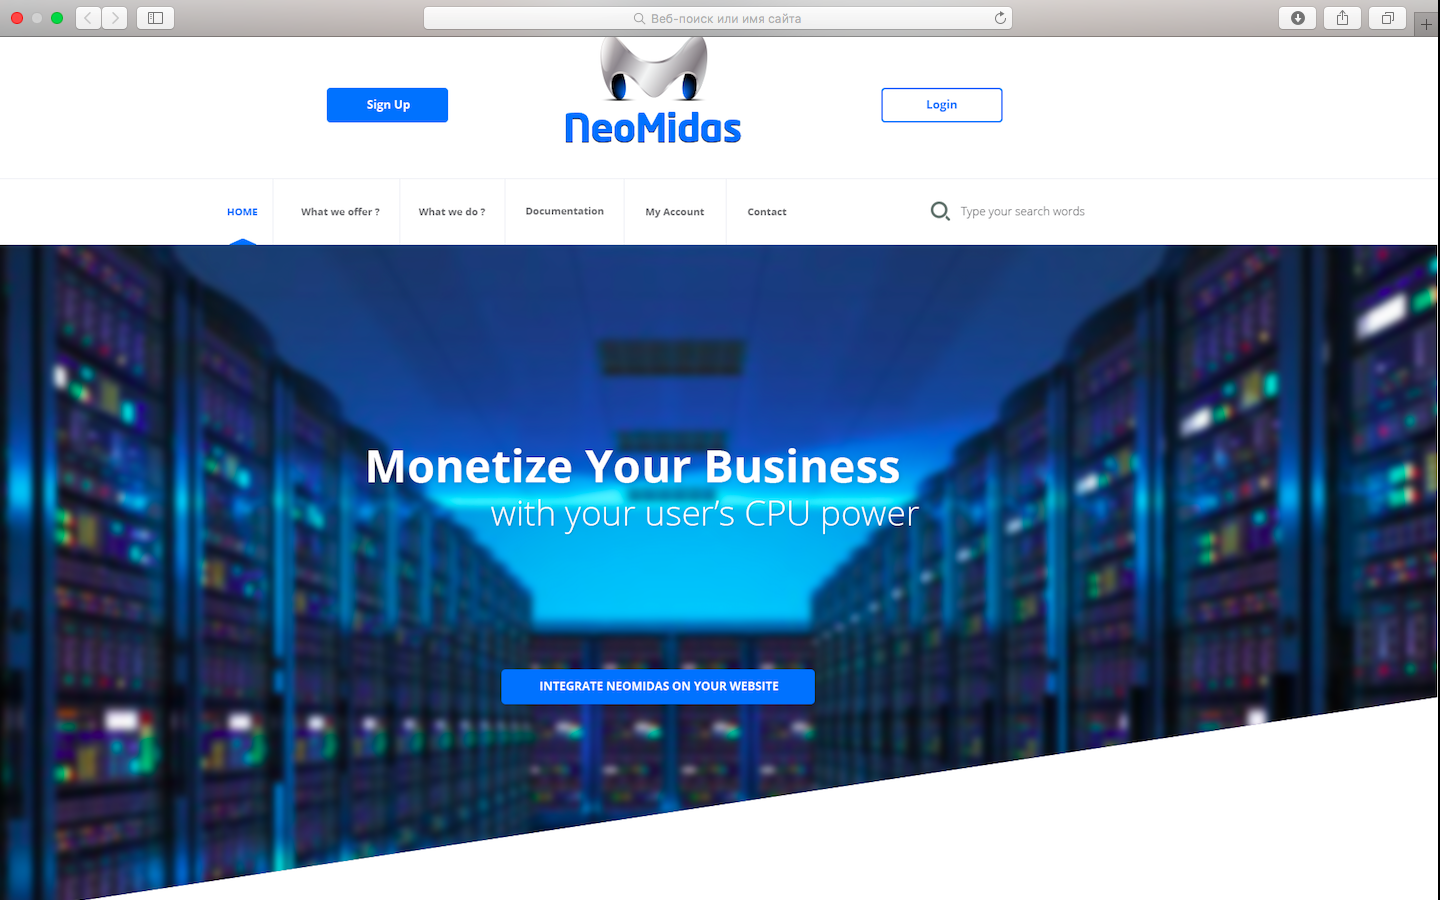 Веб-поиск или имя сайта
Sign Up
NeoMidas
Login
HOME
What we offer ?
What we do ?
Documentation
My Account
Contact
Type your search words
Monetize Your Business
with your user’s CPU power
INTEGRATE NEOMIDAS ON YOUR WEBSITE